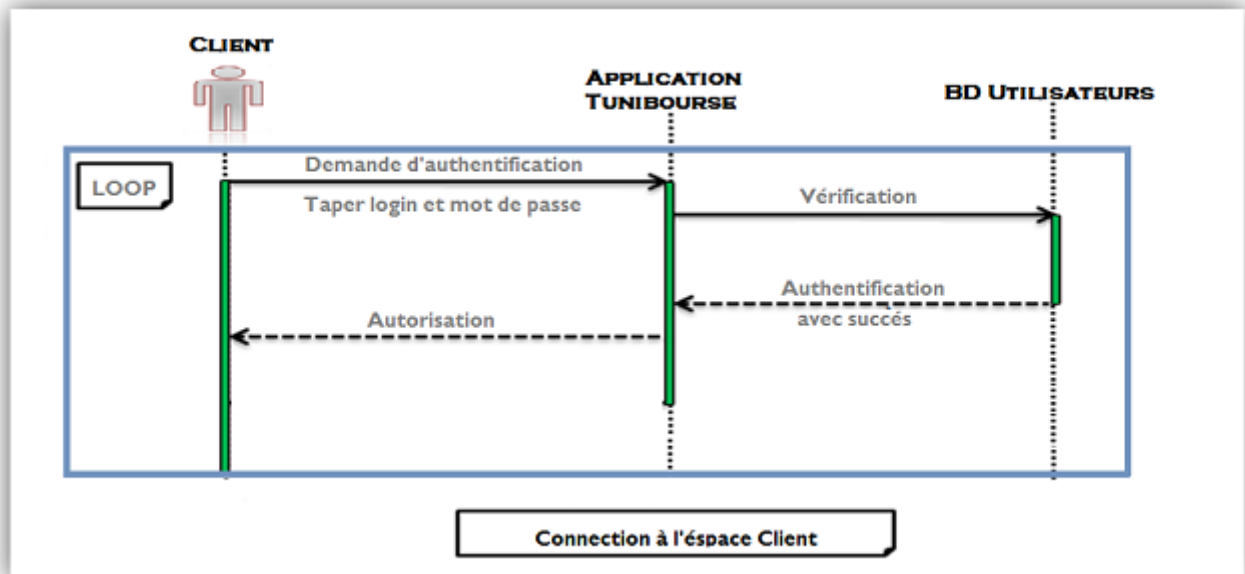 CLIENT
APPLICATION
TUNIBOURSE
BD UTILISATEURS
LOOP
Demande d'authentification
Taper login et mot de passe
Vérification
Authentification
avec succés
Autorisation
Connection à l'éspace Client